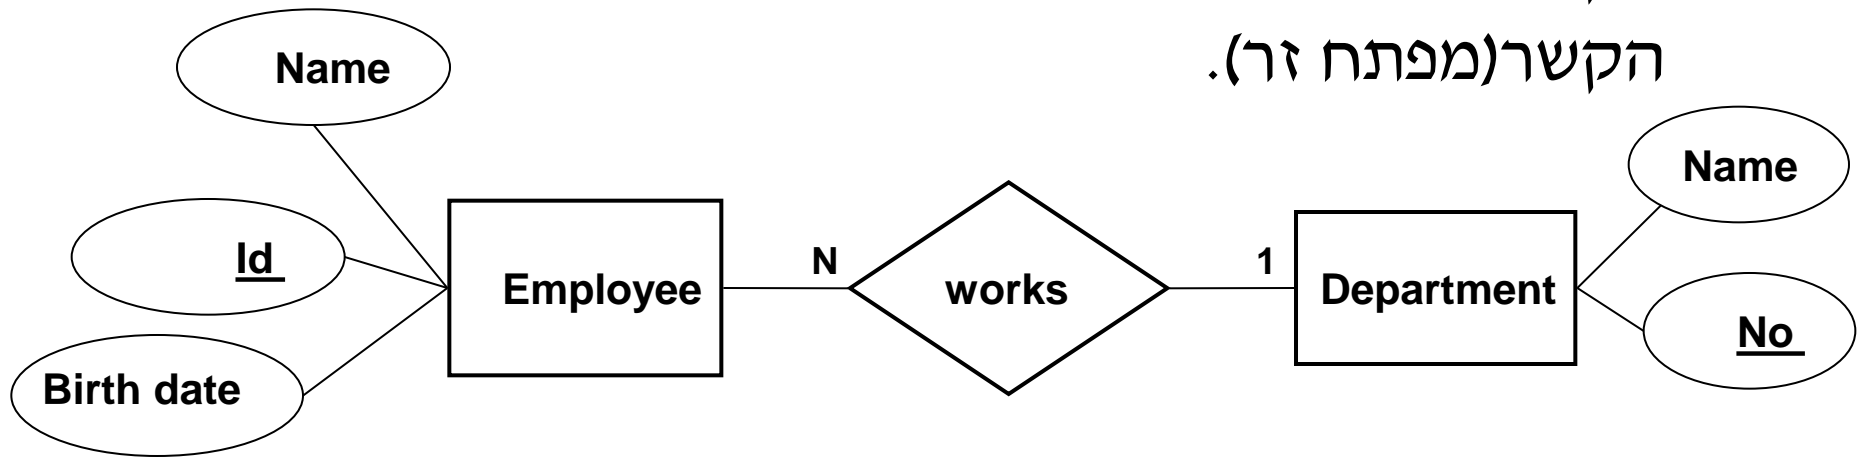 הקשר(מפתח זר).
Name
Name
Id
N
1
Employee
works
Department
No
Birth date